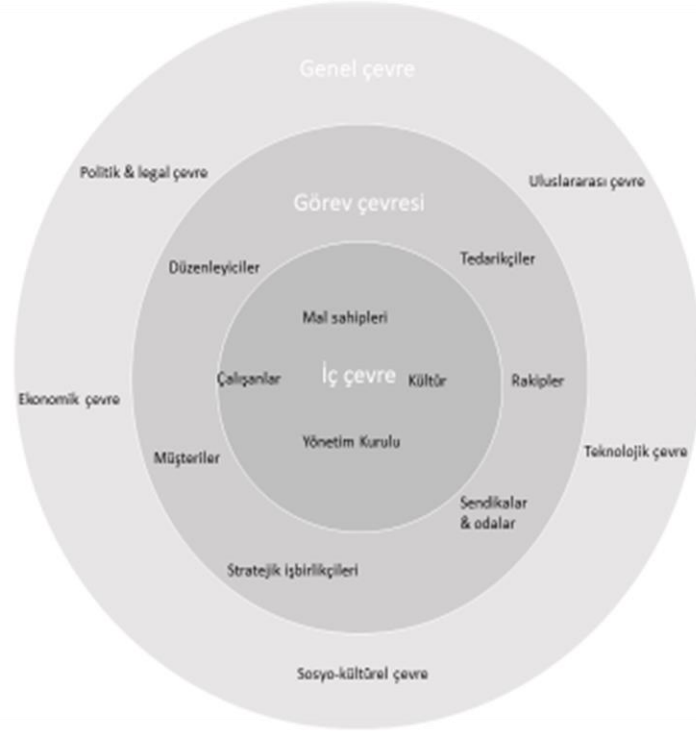 Genel çevre
Politik & legal çevre
Uluslararası çevre
Görev çevresi
Düzenleyiciler
Tedarikçiler
Mal sahipleri
Çalışanlar
İç çevre
Kültür
Rakipler
Ekonomik çevre
Yönetim Kurulu
Müşteriler
Teknolojik çevre
Sendikalar
& odalar
Stratejik işbirlikçileri
Sosyo-kültürel çevre